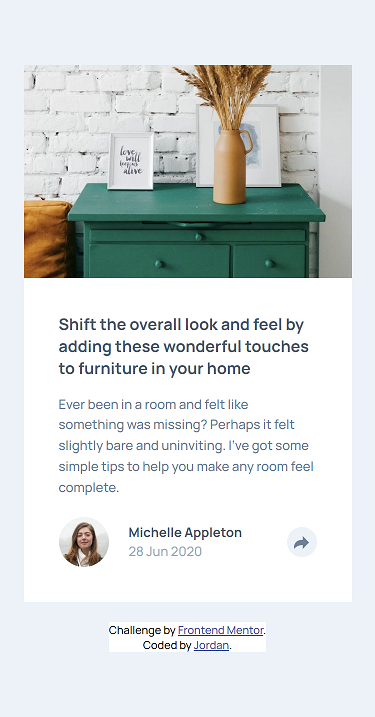 love
will
keep us
alive
Shift the overall look and feel by
adding these wonderful touches
to furniture in your home
Ever been in a room and felt like
something was missing? Perhaps it felt
slightly bare and uninviting. I've got some
simple tips to help you make any room feel
complete.
Michelle Appleton
28 Jun 2020
Challenge by Frontend Mentor.
Coded by Jordan.